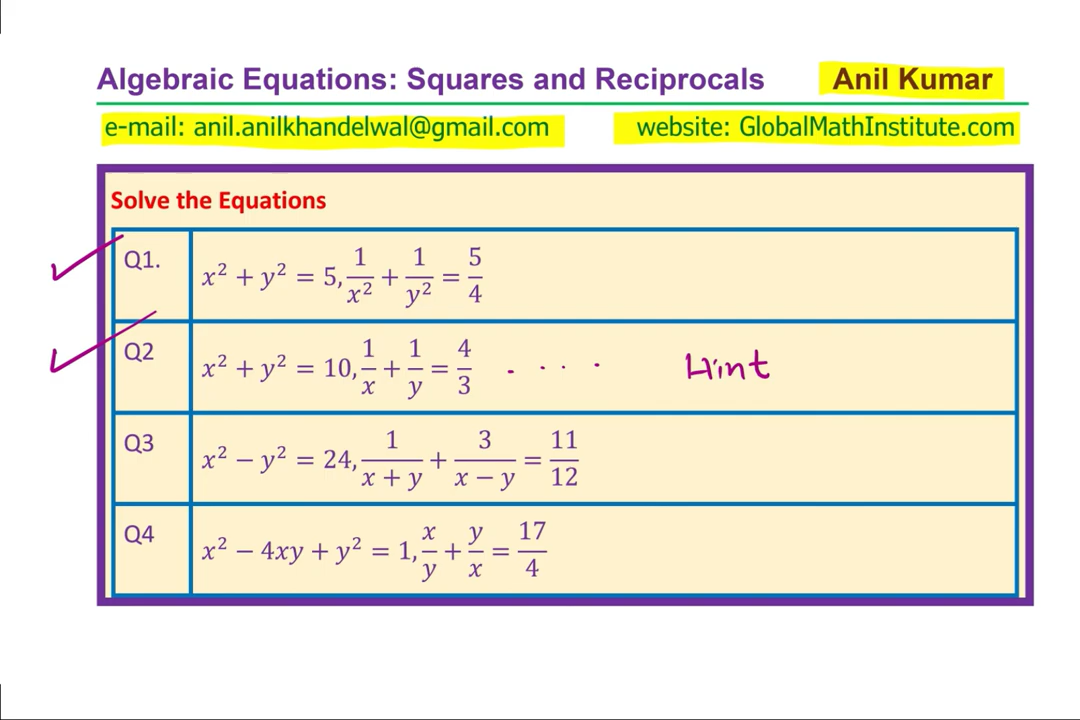 Algebraic Equations: Squares and Reciprocals Anil Kumar
e-mail: anil.anilkhandelwal@gmail.com website: GlobalMathInstitute.com
Solve the Equations
Q1. x² + y² = 5, 1/x² + 1/y² = 5/4
Q2 x² + y² = 10, 1/x + 1/y = 4/3 . . . . Hint
Q3 x² − y² = 24, 1/(x + y) + 3/(x − y) = 11/12
Q4 x² − 4xy + y² = 1, x/y + y/x = 17/4